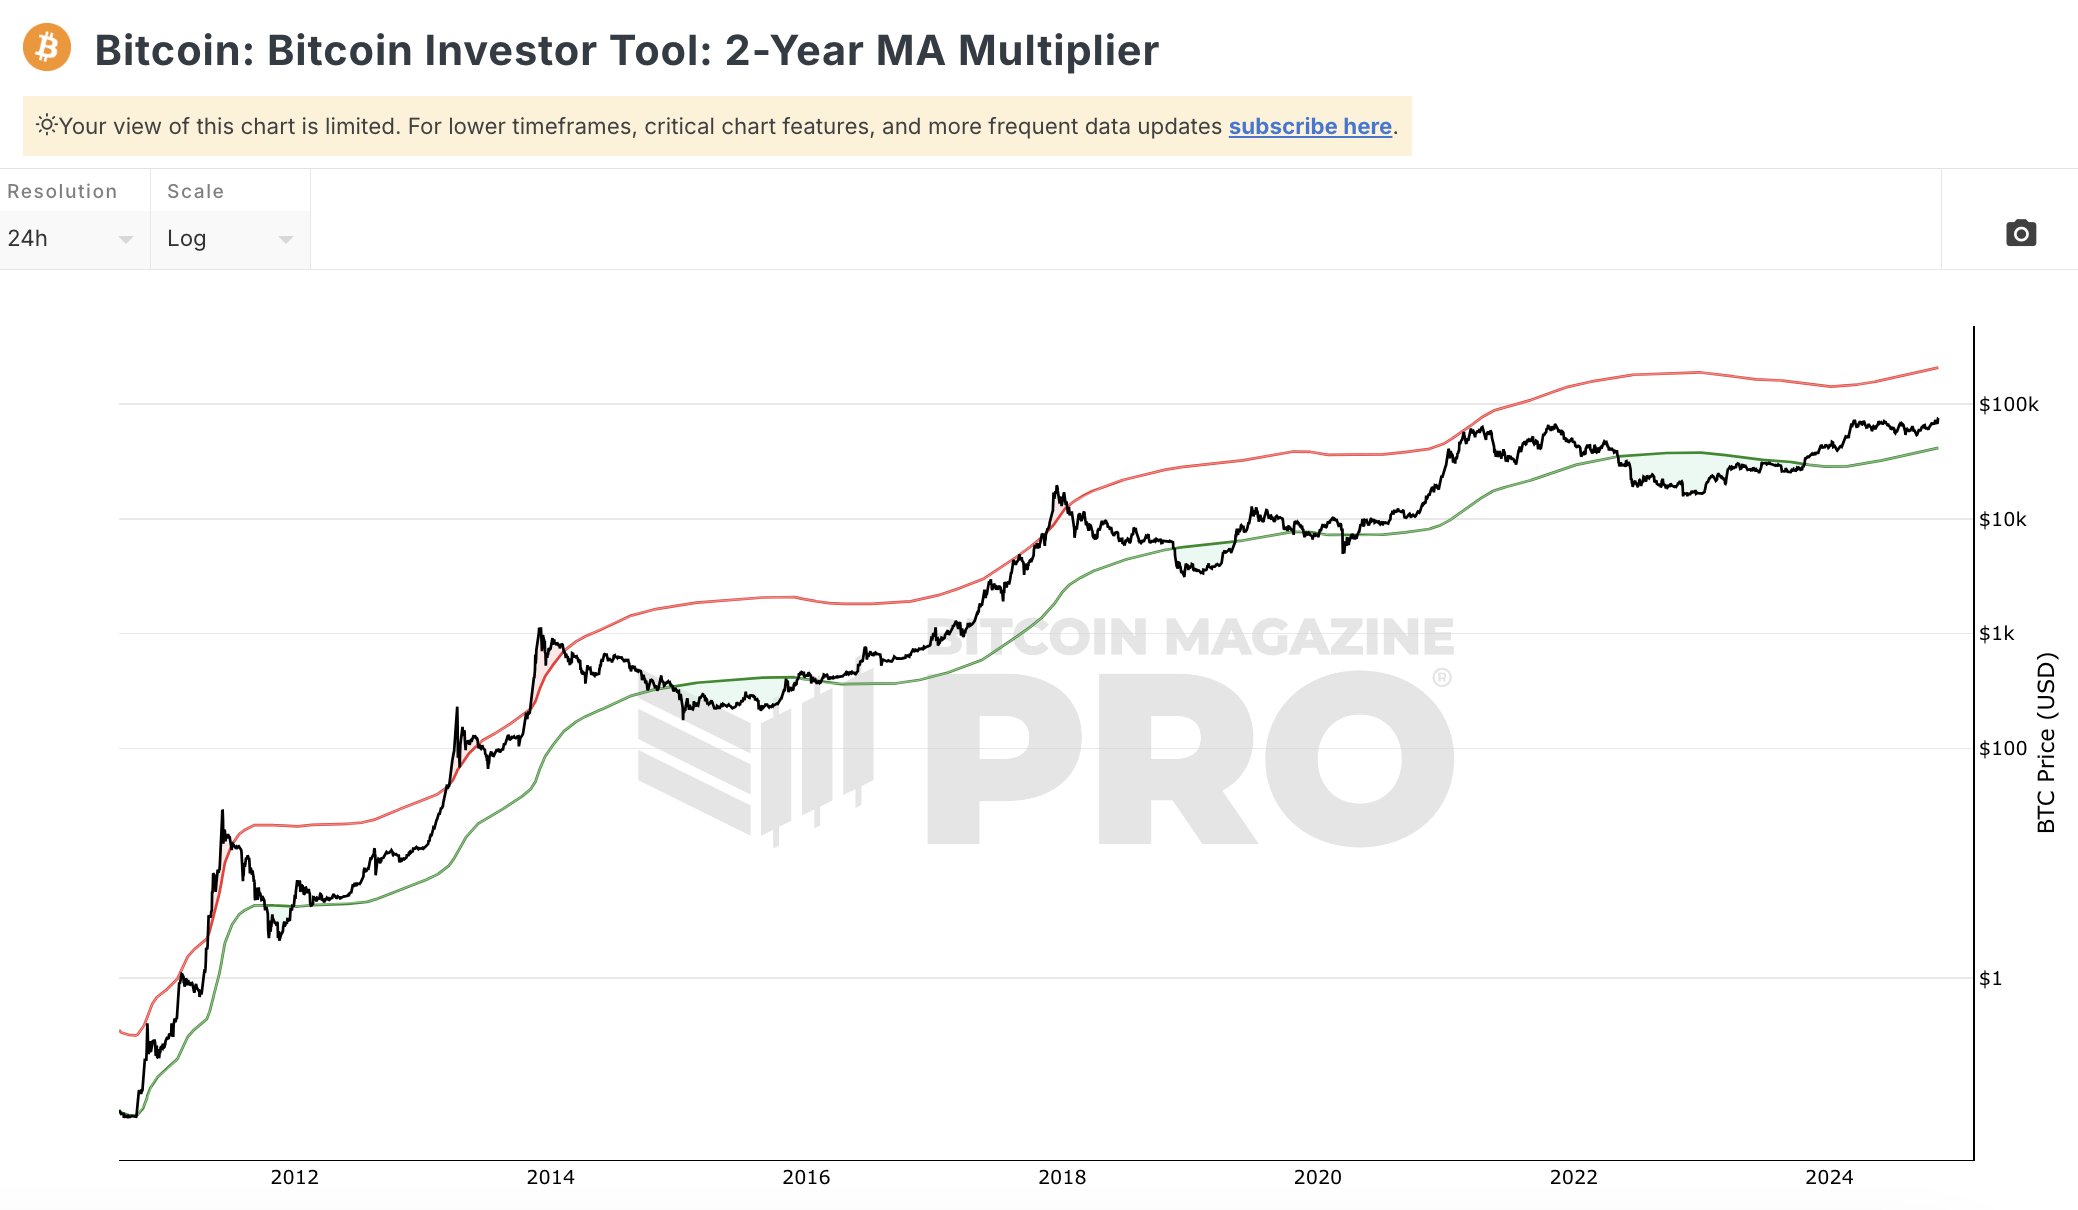 Bitcoin: Bitcoin Investor Tool: 2-Year MA Multiplier
Your view of this chart is limited. For lower timeframes, critical chart features, and more frequent data updates subscribe here.
Resolution
Scale
24h
Log
$100k
$10k
$1k
$100
$1
BTC Price (USD)
BITCOIN MAGAZINE
PRO®
2012
2014
2016
2018
2020
2022
2024